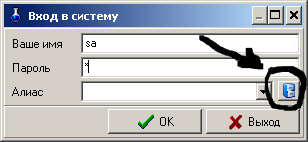 Вход в систему
Ваше имя sa
Пароль *
Алиас
OK Выход